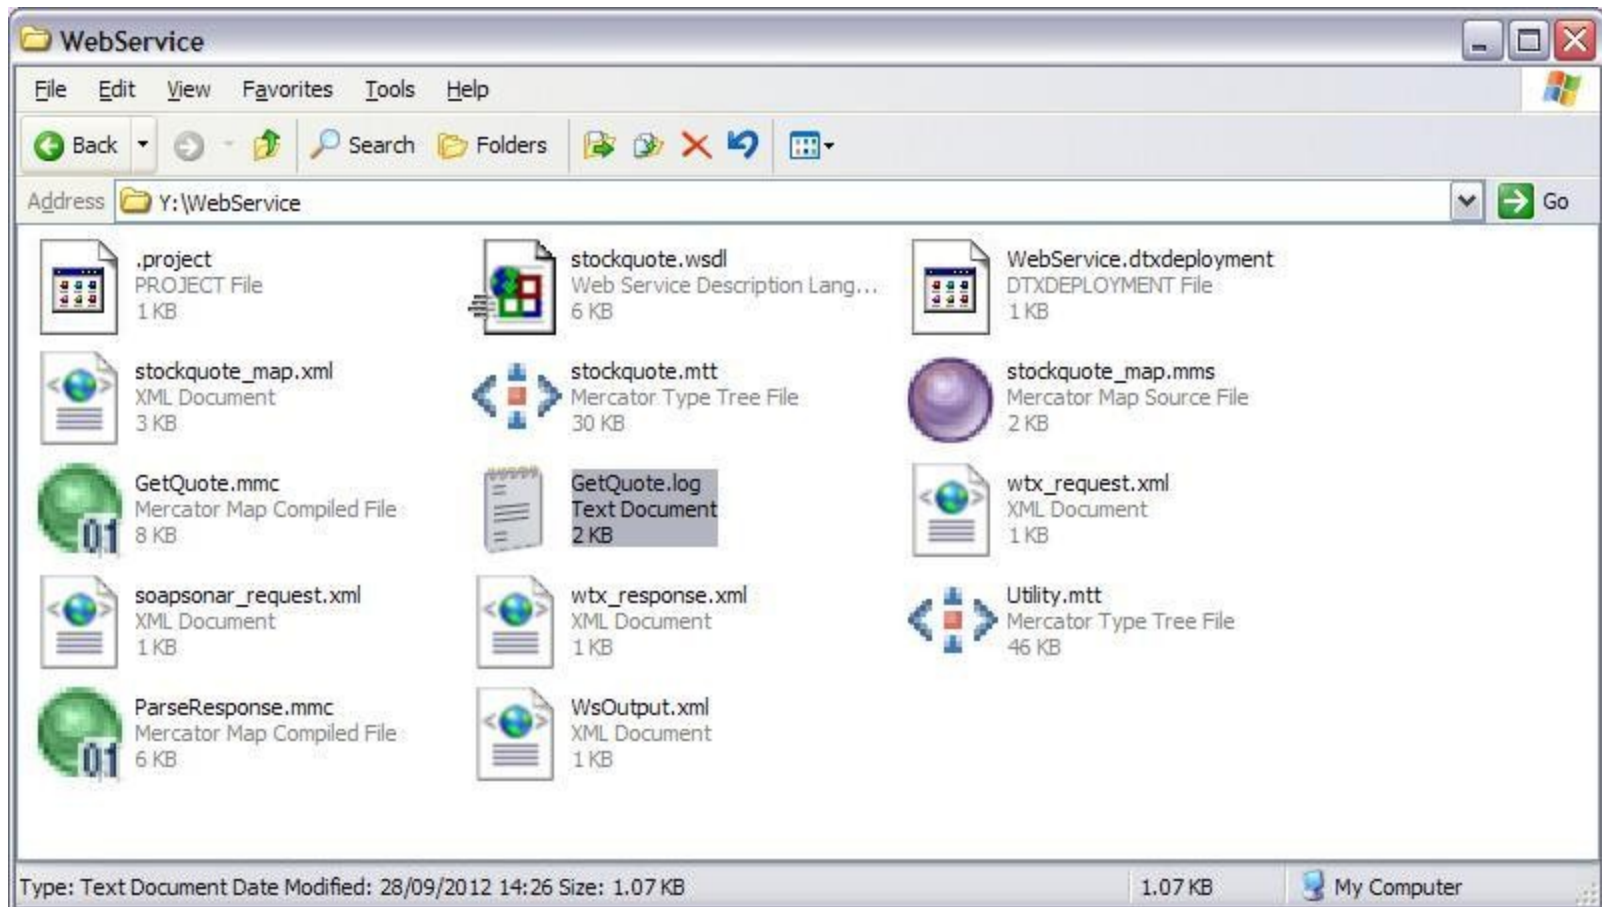 WebService
File Edit View Favorites Tools Help
Back Search Folders
Address Y:\WebService Go
.project
PROJECT File
1 KB
stockquote.wsdl
Web Service Description Lang...
6 KB
WebService.dtxdeployment
DTXDEPLOYMENT File
1 KB
stockquote_map.xml
XML Document
3 KB
stockquote.mtt
Mercator Type Tree File
30 KB
stockquote_map.mms
Mercator Map Source File
2 KB
GetQuote.mmc
Mercator Map Compiled File
8 KB
01
GetQuote.log
Text Document
2 KB
wtx_request.xml
XML Document
1 KB
soapsonar_request.xml
XML Document
1 KB
wtx_response.xml
XML Document
1 KB
Utility.mtt
Mercator Type Tree File
46 KB
ParseResponse.mmc
Mercator Map Compiled File
6 KB
01
WsOutput.xml
XML Document
1 KB
Type: Text Document Date Modified: 28/09/2012 14:26 Size: 1.07 KB 1.07 KB My Computer